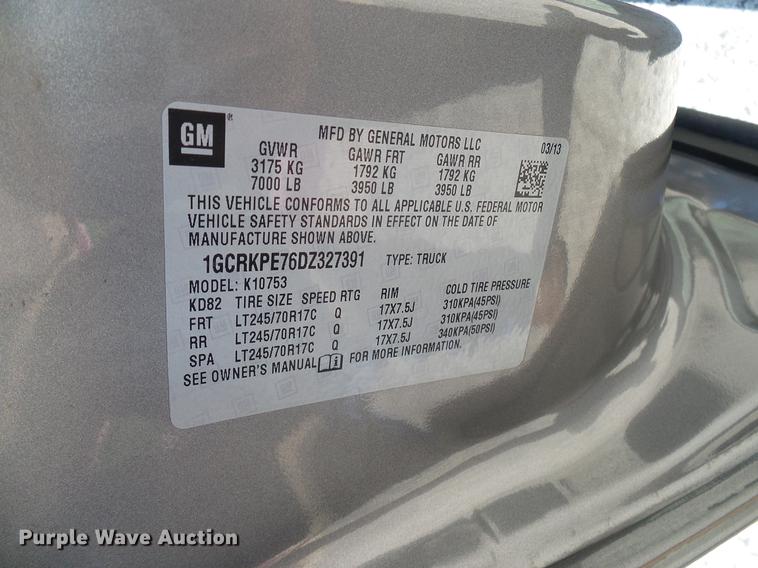 GM ®
MFD BY GENERAL MOTORS LLC 03/13
GVWR GAWR FRT GAWR RR
3175 KG 1792 KG 1792 KG
7000 LB 3950 LB 3950 LB
THIS VEHICLE CONFORMS TO ALL APPLICABLE U.S. FEDERAL MOTOR
VEHICLE SAFETY STANDARDS IN EFFECT ON THE DATE OF
MANUFACTURE SHOWN ABOVE.
1GCRKPE76DZ327391 TYPE: TRUCK
MODEL: K10753
KD82 TIRE SIZE SPEED RTG RIM COLD TIRE PRESSURE
FRT LT245/70R17C Q 17X7.5J 310KPA(45PSI)
RR LT245/70R17C Q 17X7.5J 310KPA(45PSI)
SPA LT245/70R17C Q 17X7.5J 340KPA(50PSI)
SEE OWNER'S MANUAL FOR MORE INFORMATION.
Purple Wave Auction